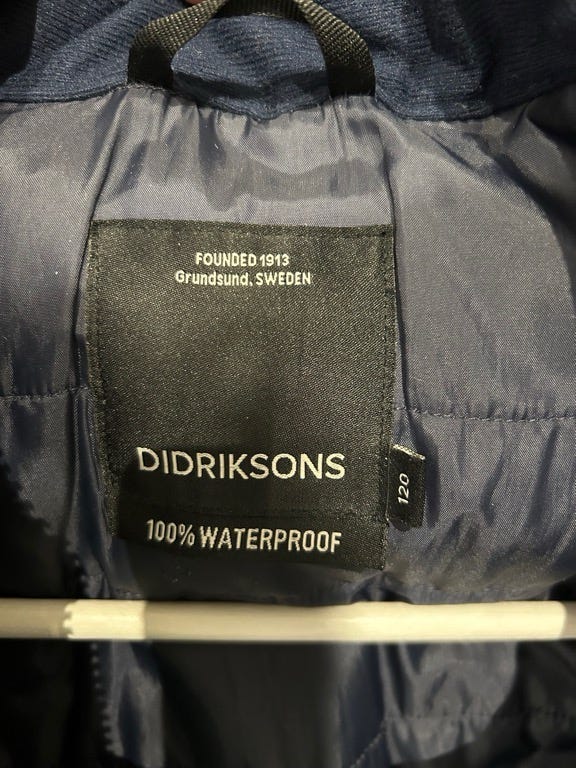 FOUNDED 1913
Grundsund, SWEDEN
DIDRIKSONS
120
100% WATERPROOF